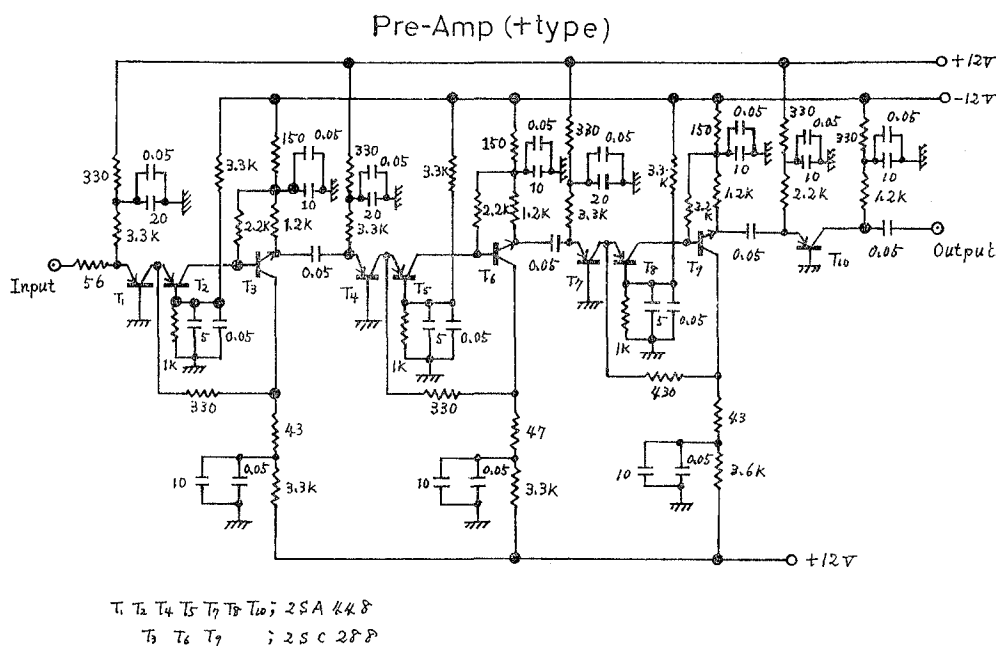 Pre-Amp (+type)
+12V
-12V
330
0.05
20
3.3K
3.3K
150
0.05
10
2.2K
1.2K
330
0.05
20
3.3K
3.3K
150
0.05
10
2.2K
1.2K
330
0.05
20
3.3K
3.3K
150
0.05
10
1.2K
330
0.05
10
2.2K
330
0.05
10
1.2K
Input
56
T1
T2
T3
0.05
T4
T5
T6
0.05
T7
T8
T9
0.05
T10
0.05
Output
1K
5
0.05
1K
5
0.05
1K
5
0.05
330
330
430
43
47
43
10
0.05
3.3K
10
0.05
3.3K
10
0.05
3.6K
+12V
T1 T2 T4 T5 T7 T8 T10; 2SA448
T3 T6 T9 ; 2SC288